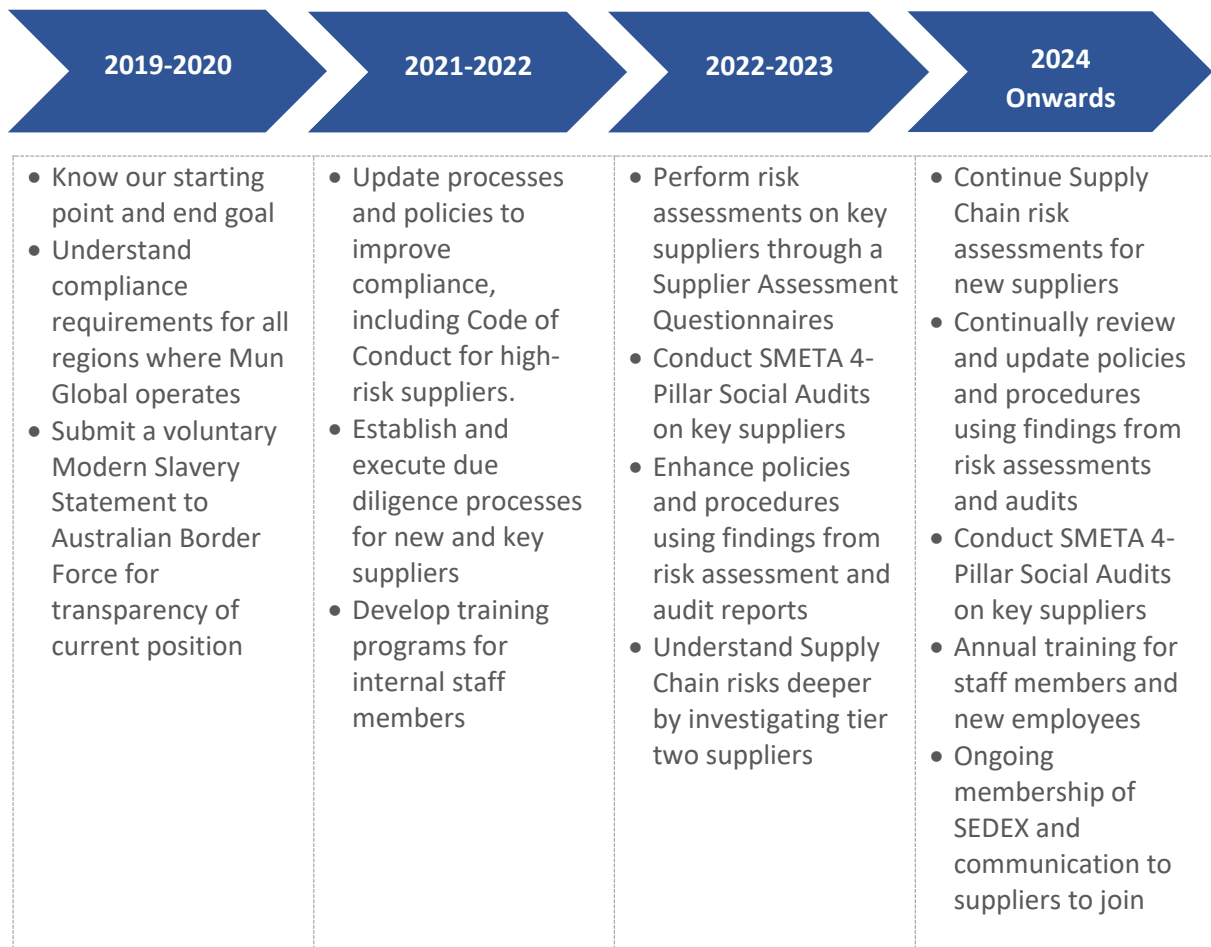 2019-2020
2021-2022
2022-2023
2024
Onwards
• Know our starting
point and end goal
• Understand
compliance
requirements for all
regions where Mun
Global operates
• Submit a voluntary
Modern Slavery
Statement to
Australian Border
Force for
transparency of
current position
• Update processes
and policies to
improve
compliance,
including Code of
Conduct for high-
risk suppliers.
• Establish and
execute due
diligence processes
for new and key
suppliers
• Develop training
programs for
internal staff
members
• Perform risk
assessments on key
suppliers through a
Supplier Assessment
Questionnaires
• Conduct SMETA 4-
Pillar Social Audits
on key suppliers
• Enhance policies
and procedures
using findings from
risk assessment and
audit reports
• Understand Supply
Chain risks deeper
by investigating tier
two suppliers
• Continue Supply
Chain risk
assessments for
new suppliers
• Continually review
and update policies
and procedures
using findings from
risk assessments
and audits
• Conduct SMETA 4-
Pillar Social Audits
on key suppliers
• Annual training for
staff members and
new employees
• Ongoing
membership of
SEDEX and
communication to
suppliers to join